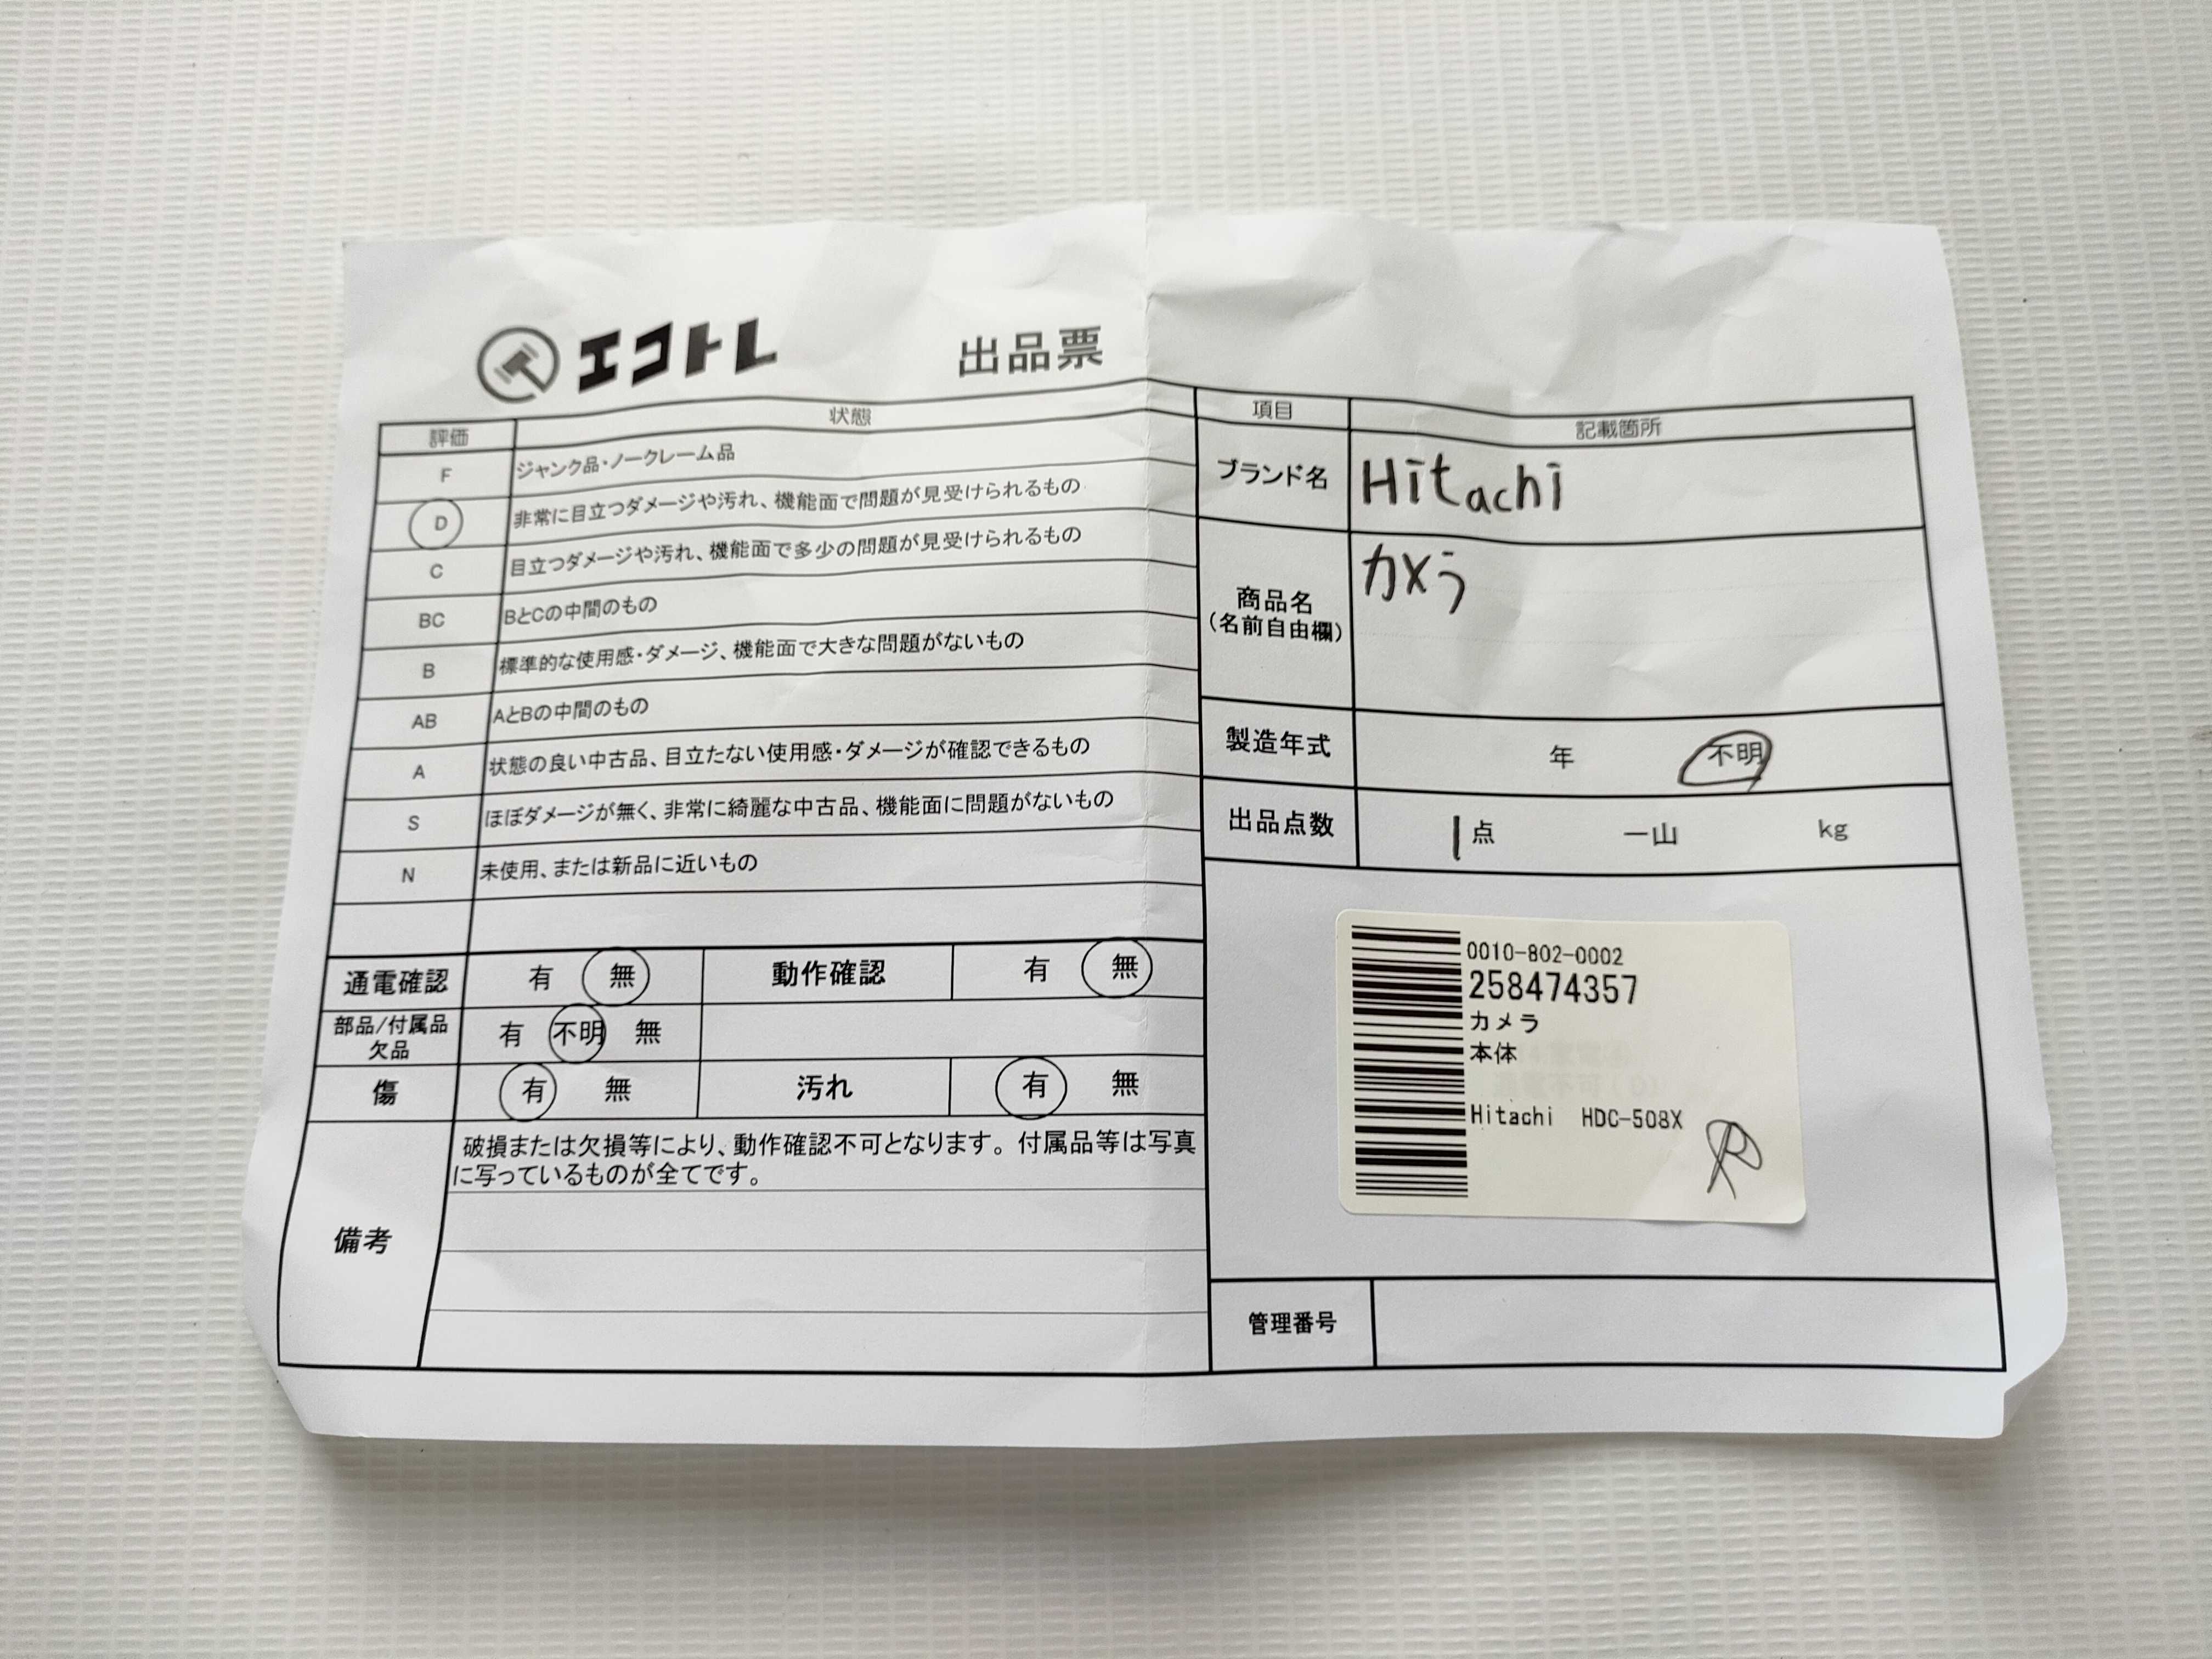 エコトレ 出品票
評価 状態
F ジャンク品・ノークレーム品
D 非常に目立つダメージや汚れ、機能面で問題が見受けられるもの
C 目立つダメージや汚れ、機能面で多少の問題が見受けられるもの
BC BとCの中間のもの
B 標準的な使用感・ダメージ、機能面で大きな問題がないもの
AB AとBの中間のもの
A 状態の良い中古品、目立たない使用感・ダメージが確認できるもの
S ほぼダメージが無く、非常に綺麗な中古品、機能面に問題がないもの
N 未使用、または新品に近いもの
通電確認 有 無 動作確認 有 無
部品/付属品
欠品 有 不明 無
傷 有 無 汚れ 有 無
備考
破損または欠損等により、動作確認不可となります。付属品等は写真
に写っているものが全てです。
項目 記載箇所
ブランド名 Hitachi
商品名
(名前自由欄)
カメラ
製造年式 年 不明
出品点数 1点 一山 kg
0010-802-0002
258474357
カメラ
本体
Hitachi HDC-508X
管理番号